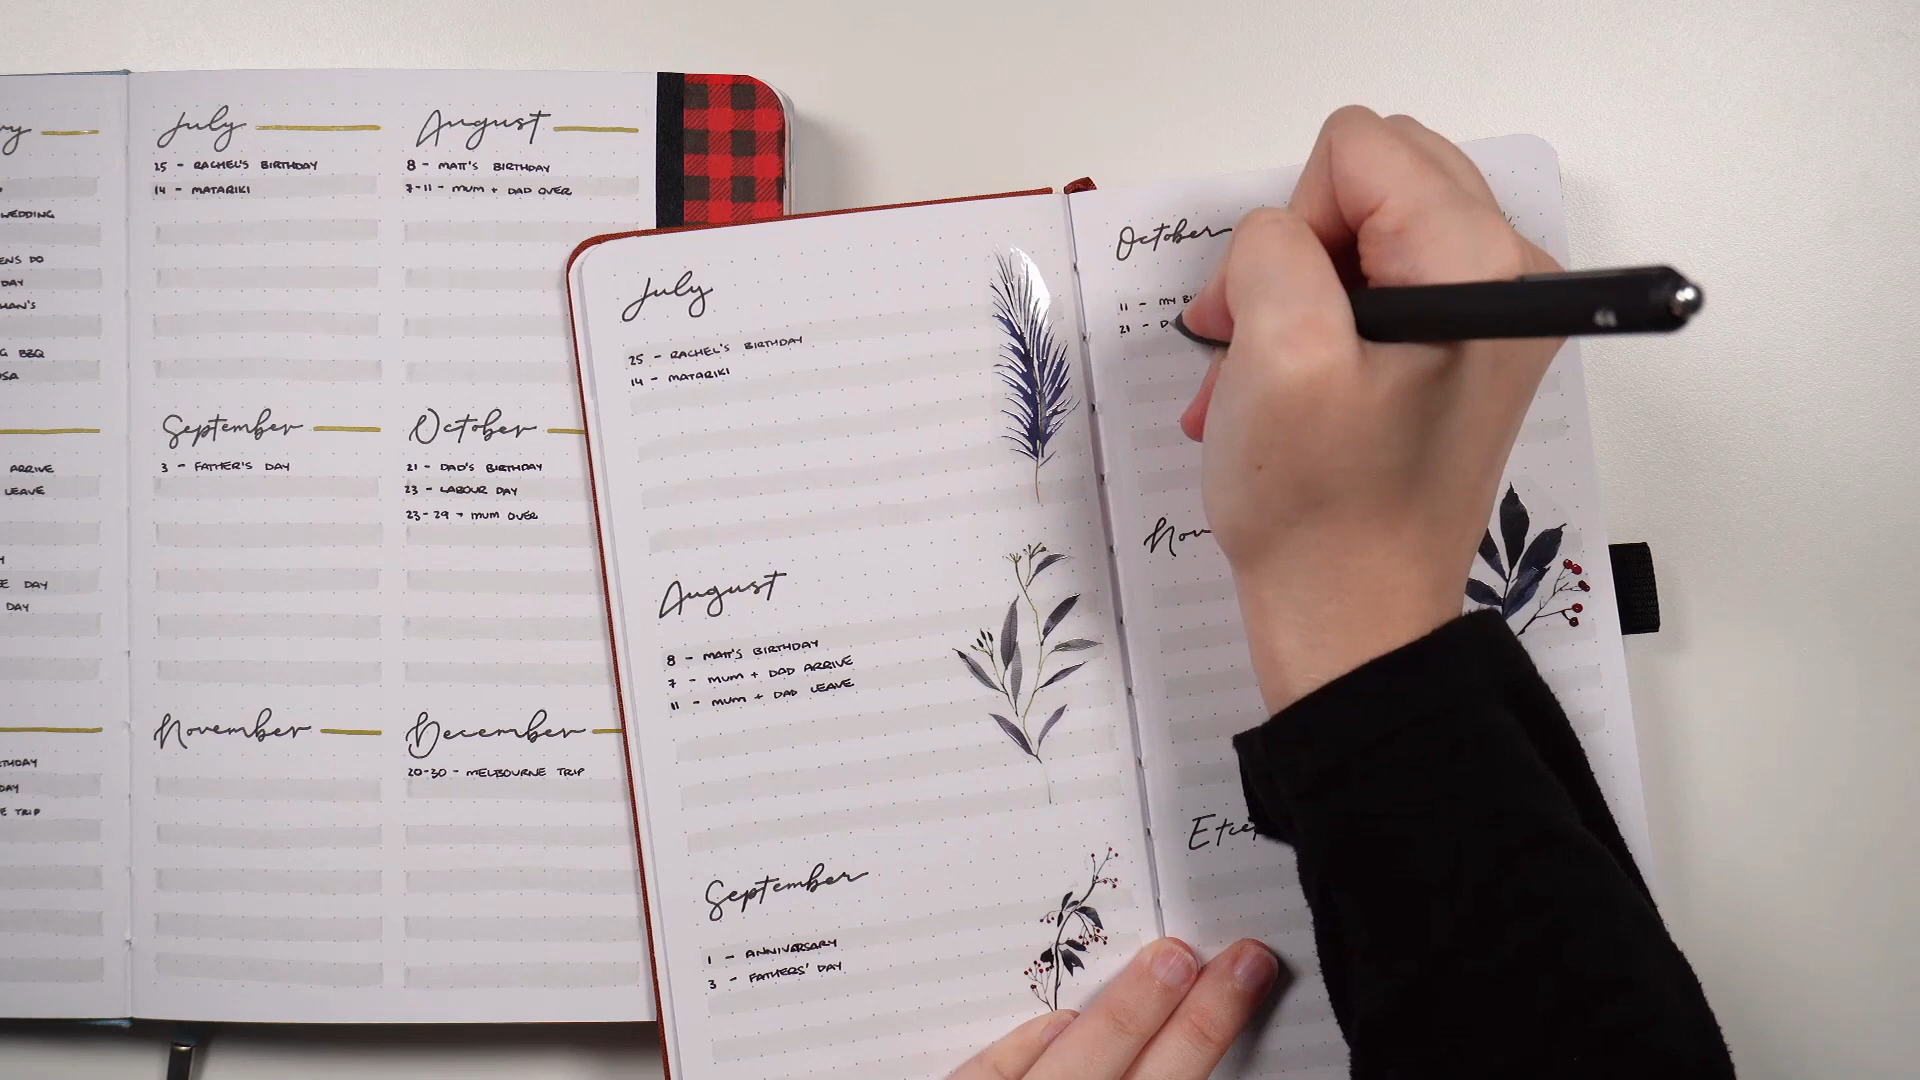 WEDDING
DO
DAY
BBQ
ARRIVE
LEAVE
DAY
DAY
TRIP
July
25 - RACHEL'S BIRTHDAY
14 - MATARIKI
August
8 - MATT'S BIRTHDAY
7-11 - MUM + DAD OVER
September
3 - FATHER'S DAY
October
21 - DAD'S BIRTHDAY
23 - LABOUR DAY
23-29 - MUM OVER
November
December
20-30 - MELBOURNE TRIP
July
25 - RACHEL'S BIRTHDAY
14 - MATARIKI
August
8 - MATT'S BIRTHDAY
7 - MUM + DAD ARRIVE
11 - MUM + DAD LEAVE
September
1 - ANNIVERSARY
3 - FATHERS' DAY
October
11 - MY
21 -